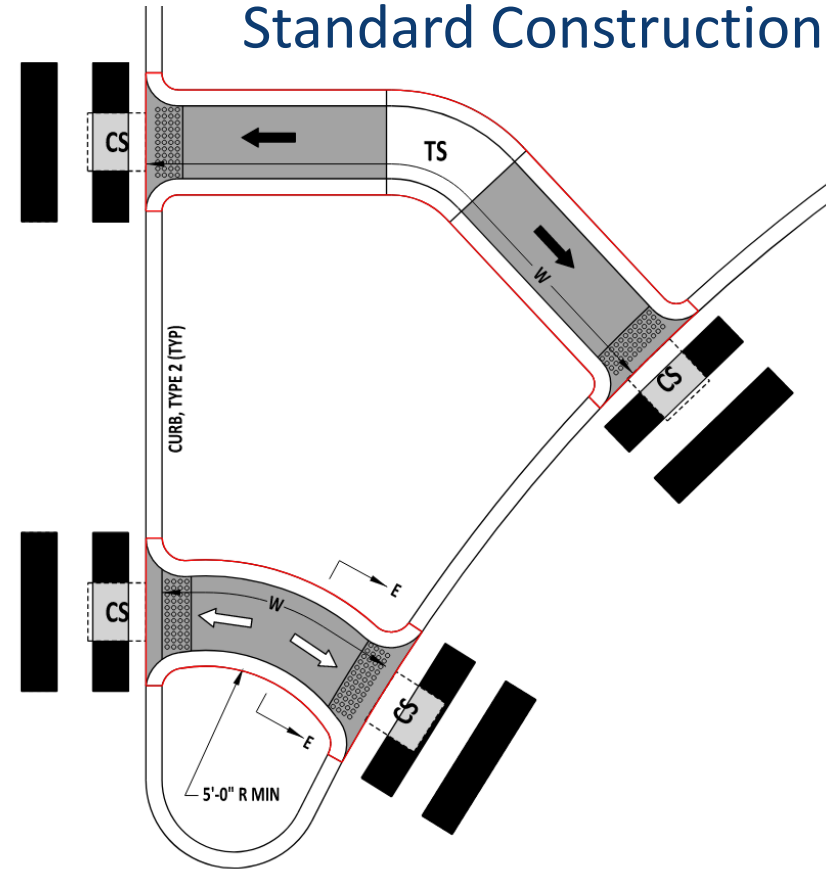 Standard Construction
CS
TS
W
CS
CURB, TYPE 2 (TYP)
E
CS
W
CS
E
5'-0" R MIN